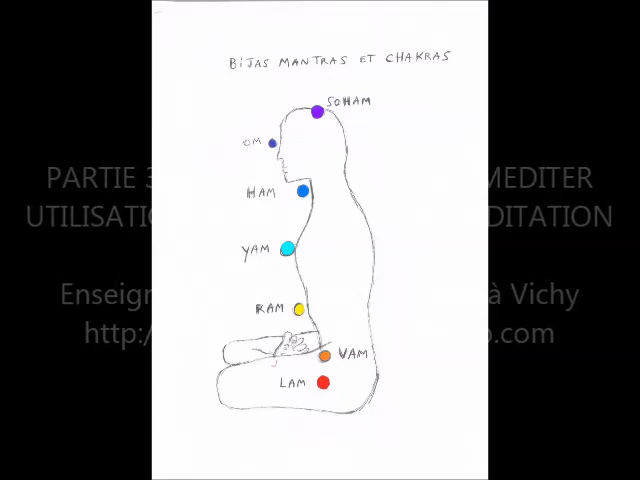 BIJAS MANTRAS ET CHAKRAS
SOHAM
OM
HAM
PARTIE 3 MEDITER
UTILISATIO DITATION
YAM
Enseign à Vichy
RAM
http:// o.com
VAM
LAM